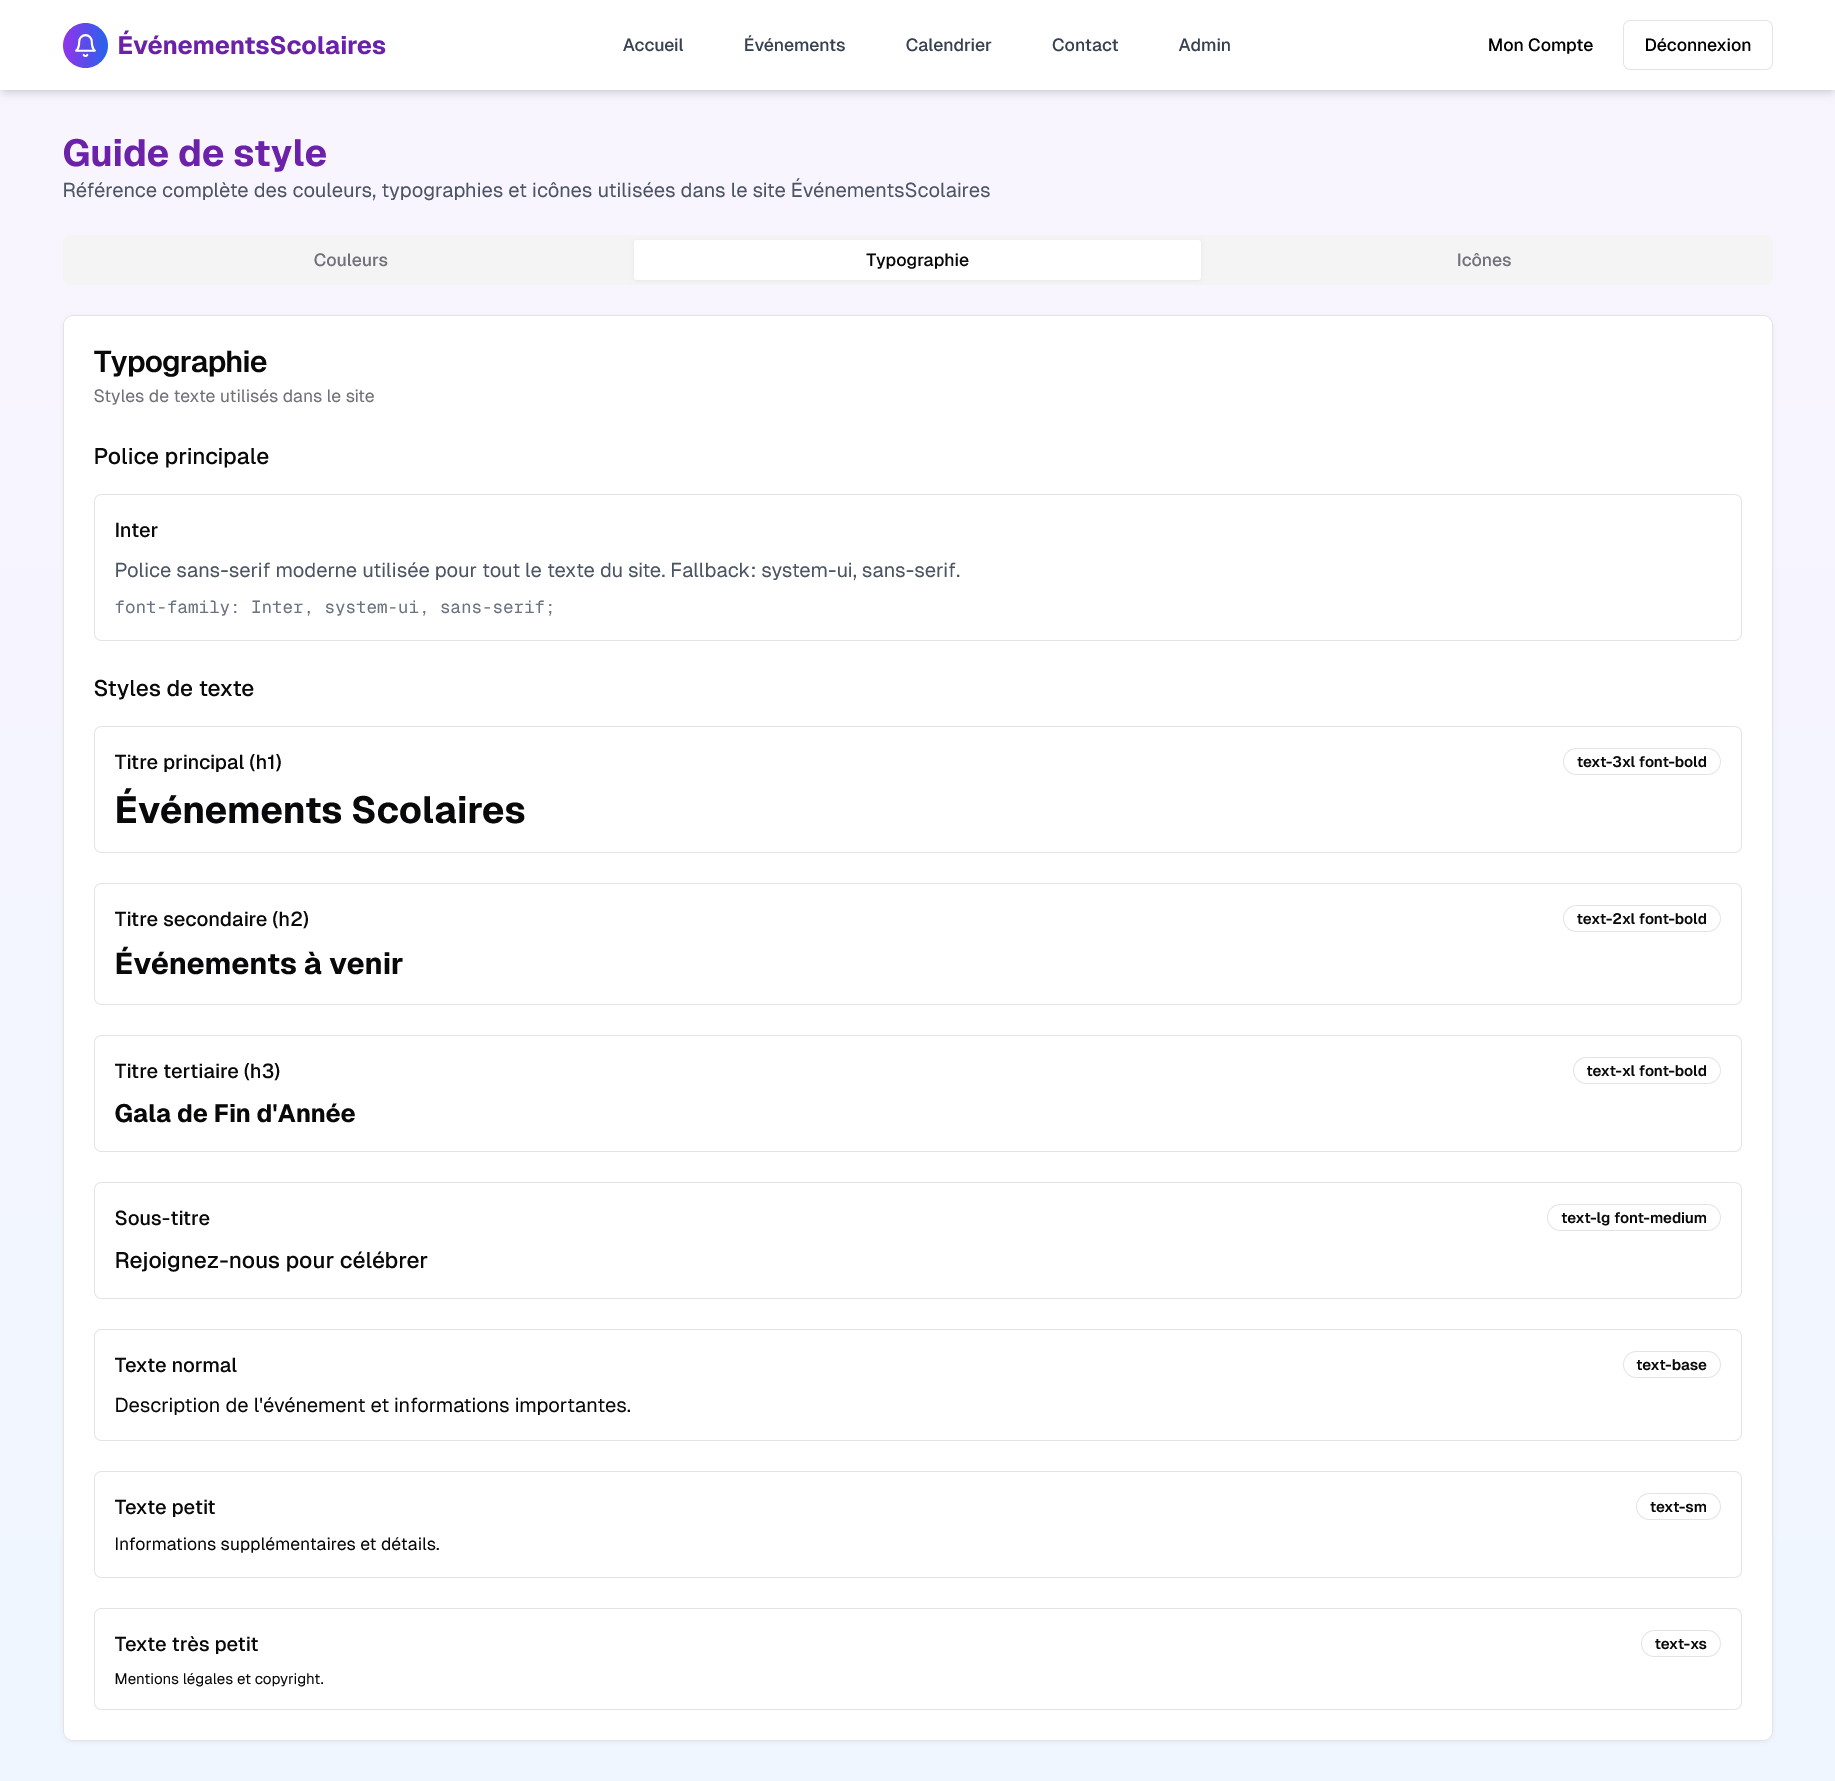 ÉvénementsScolaires
Accueil
Événements
Calendrier
Contact
Admin
Mon Compte
Déconnexion
Guide de style
Référence complète des couleurs, typographies et icônes utilisées dans le site ÉvénementsScolaires
Couleurs
Typographie
Icônes
Typographie
Styles de texte utilisés dans le site
Police principale
Inter
Police sans-serif moderne utilisée pour tout le texte du site. Fallback: system-ui, sans-serif.
font-family: Inter, system-ui, sans-serif;
Styles de texte
Titre principal (h1)
text-3xl font-bold
Événements Scolaires
Titre secondaire (h2)
text-2xl font-bold
Événements à venir
Titre tertiaire (h3)
text-xl font-bold
Gala de Fin d'Année
Sous-titre
text-lg font-medium
Rejoignez-nous pour célébrer
Texte normal
text-base
Description de l'événement et informations importantes.
Texte petit
text-sm
Informations supplémentaires et détails.
Texte très petit
text-xs
Mentions légales et copyright.